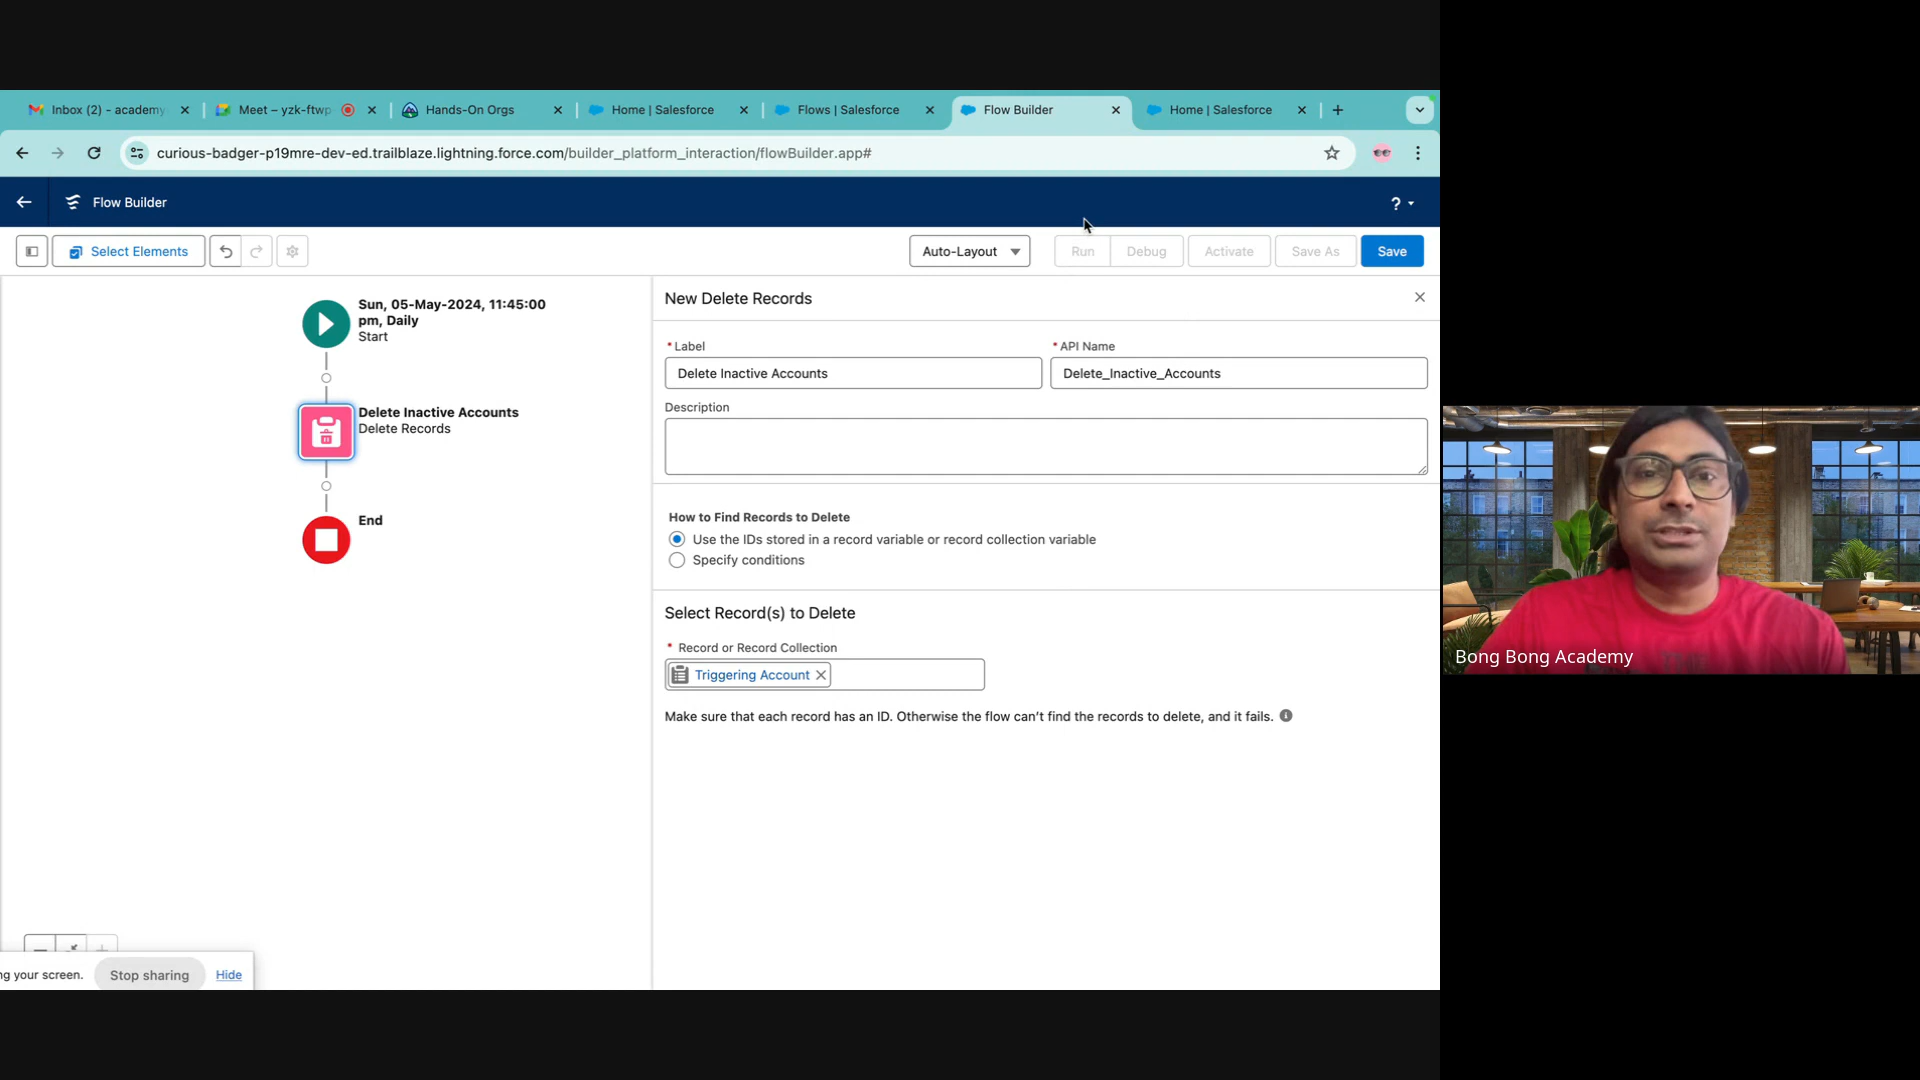 Inbox (2) - academy
Meet – yzk-ftwp
Hands-On Orgs
Home | Salesforce
Flows | Salesforce
Flow Builder
Home | Salesforce
curious-badger-p19mre-dev-ed.trailblaze.lightning.force.com/builder_platform_interaction/flowBuilder.app#
Flow Builder
?
Select Elements
Auto-Layout
Run
Debug
Activate
Save As
Save
Sun, 05-May-2024, 11:45:00
pm, Daily
Start
Delete Inactive Accounts
Delete Records
End
New Delete Records
* Label
Delete Inactive Accounts
* API Name
Delete_Inactive_Accounts
Description
How to Find Records to Delete
Use the IDs stored in a record variable or record collection variable
Specify conditions
Select Record(s) to Delete
* Record or Record Collection
Triggering Account
Make sure that each record has an ID. Otherwise the flow can't find the records to delete, and it fails.
ng your screen.
Stop sharing
Hide
Bong Bong Academy